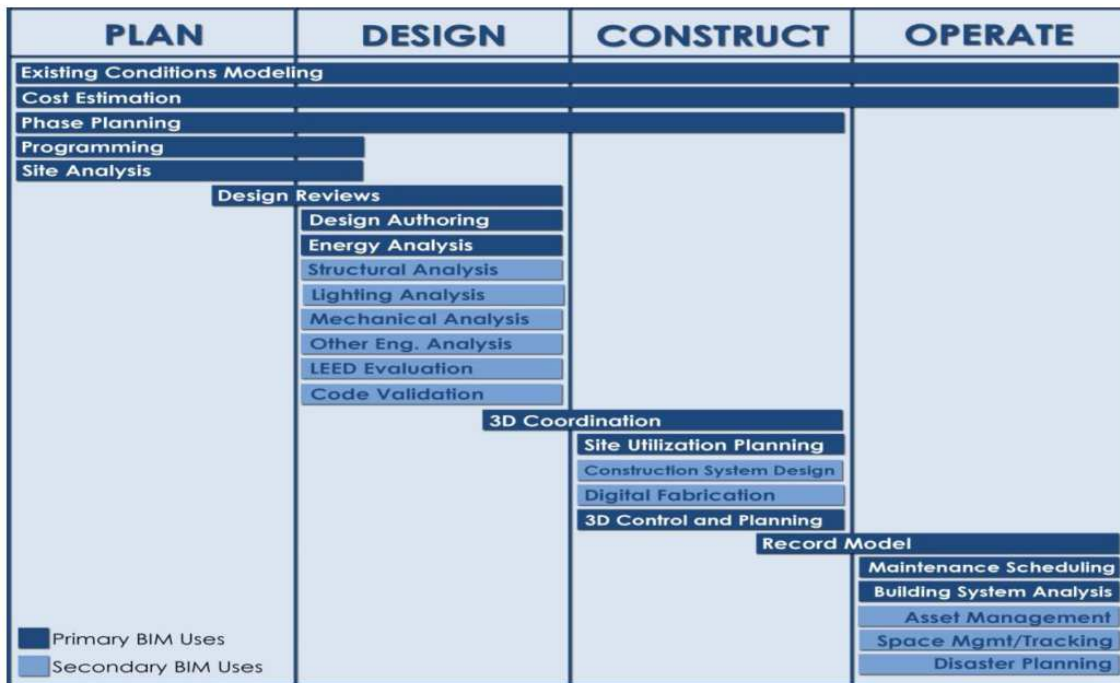 PLAN DESIGN CONSTRUCT OPERATE
Existing Conditions Modeling
Cost Estimation
Phase Planning
Programming
Site Analysis
Design Reviews
Design Authoring
Energy Analysis
Structural Analysis
Lighting Analysis
Mechanical Analysis
Other Eng. Analysis
LEED Evaluation
Code Validation
3D Coordination
Site Utilization Planning
Construction System Design
Digital Fabrication
3D Control and Planning
Record Model
Maintenance Scheduling
Building System Analysis
Asset Management
Space Mgmt/Tracking
Disaster Planning
Primary BIM Uses
Secondary BIM Uses